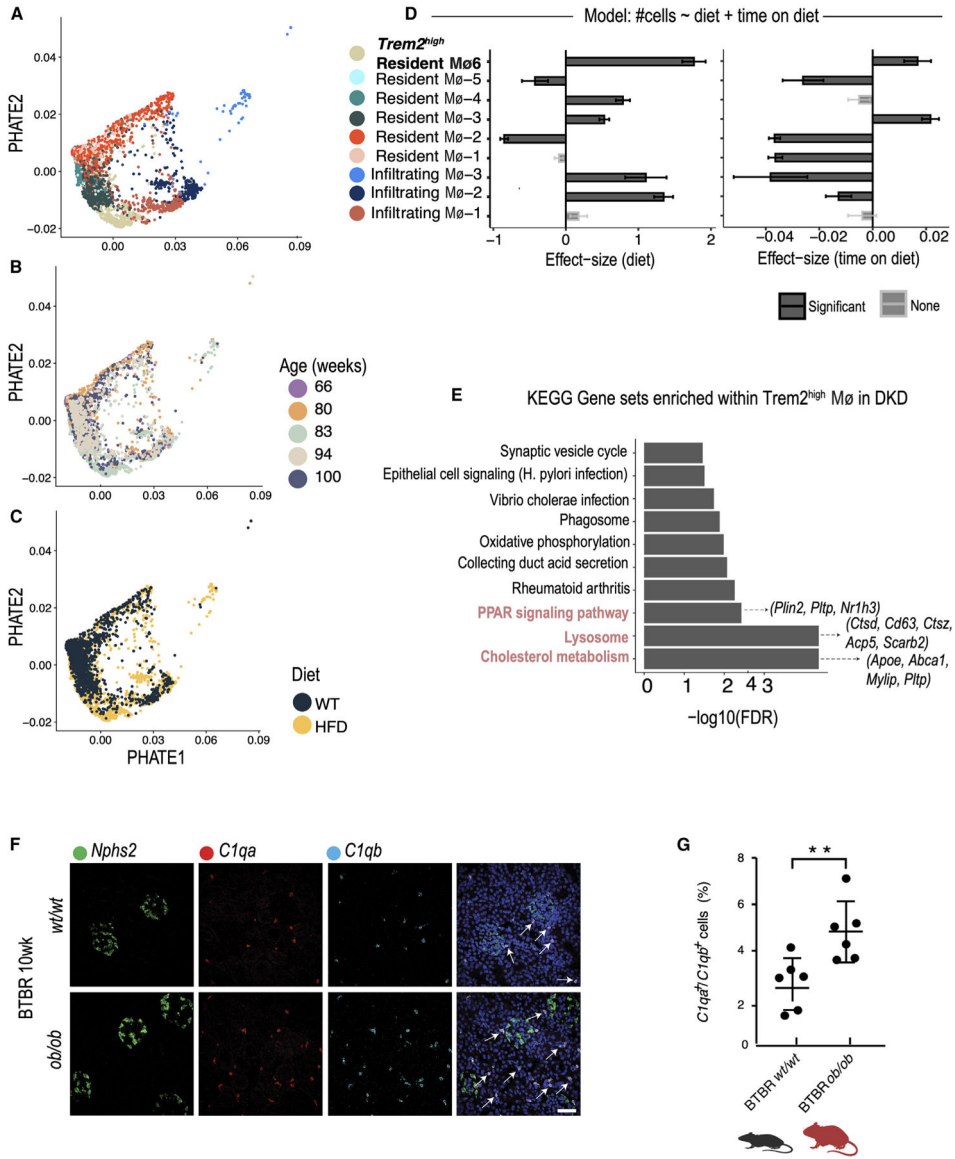 A
PHATE2
0.04
0.02
0.00
−0.02
0.00
0.03
0.06
0.09
Trem2high
Resident Mø6
Resident Mø−5
Resident Mø−4
Resident Mø−3
Resident Mø−2
Resident Mø−1
Infiltrating Mø−3
Infiltrating Mø−2
Infiltrating Mø−1
D
Model: #cells ~ diet + time on diet
−1
0
1
2
Effect−size (diet)
−0.04
−0.02
0.00
0.02
Effect−size (time on diet)
Significant
None
B
PHATE2
0.04
0.02
0.00
−0.02
0.00
0.03
0.06
0.09
Age (weeks)
66
80
83
94
100
C
PHATE2
0.04
0.02
0.00
−0.02
0.00
0.03
0.06
0.09
PHATE1
Diet
WT
HFD
E
KEGG Gene sets enriched within Trem2high Mø in DKD
Synaptic vesicle cycle
Epithelial cell signaling (H. pylori infection)
Vibrio cholerae infection
Phagosome
Oxidative phosphorylation
Collecting duct acid secretion
Rheumatoid arthritis
PPAR signaling pathway
Lysosome
Cholesterol metabolism
(Plin2, Pltp, Nr1h3)
(Ctsd, Cd63, Ctsz,
Acp5, Scarb2)
(Apoe, Abca1,
Mylip, Pltp)
0
1
2
4
3
−log10(FDR)
F
Nphs2
C1qa
C1qb
BTBR 10wk
wt/wt
ob/ob
G
C1qa+/C1qb+ cells (%)
8
6
4
2
0
**
BTBR wt/wt
BTBR ob/ob